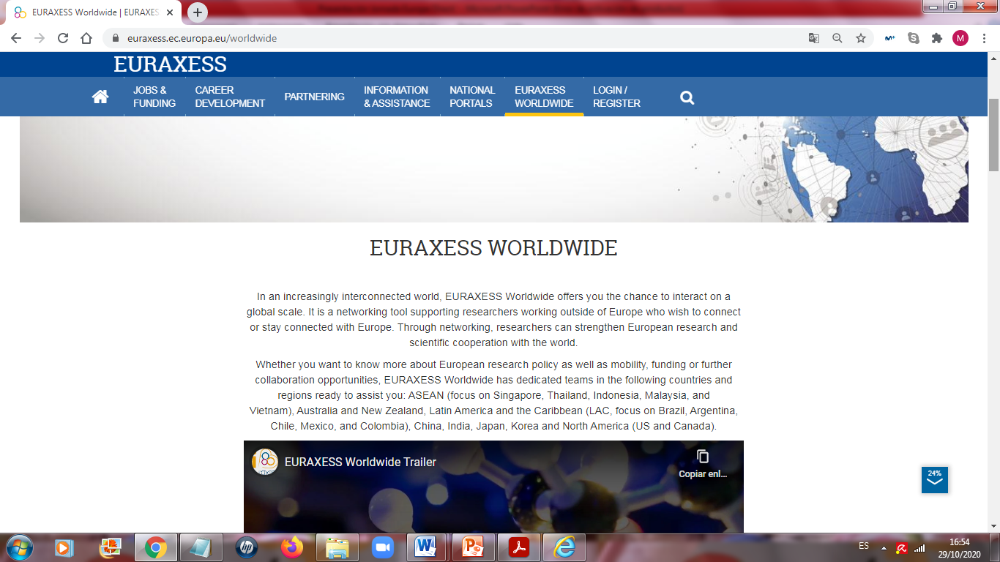 EURAXESS Worldwide | EURAXES
euraxess.ec.europa.eu/worldwide
M
EURAXESS
JOBS &
FUNDING
CAREER
DEVELOPMENT
PARTNERING
INFORMATION
& ASSISTANCE
NATIONAL
PORTALS
EURAXESS
WORLDWIDE
LOGIN /
REGISTER
EURAXESS WORLDWIDE
In an increasingly interconnected world, EURAXESS Worldwide offers you the chance to interact on a
global scale. It is a networking tool supporting researchers working outside of Europe who wish to connect
or stay connected with Europe. Through networking, researchers can strengthen European research and
scientific cooperation with the world.
Whether you want to know more about European research policy as well as mobility, funding or further
collaboration opportunities, EURAXESS Worldwide has dedicated teams in the following countries and
regions ready to assist you: ASEAN (focus on Singapore, Thailand, Indonesia, Malaysia, and
Vietnam), Australia and New Zealand, Latin America and the Caribbean (LAC, focus on Brazil, Argentina,
Chile, Mexico, and Colombia), China, India, Japan, Korea and North America (US and Canada).
EURAXESS Worldwide Trailer
Copiar enl...
24%
ES
16:54
29/10/2020